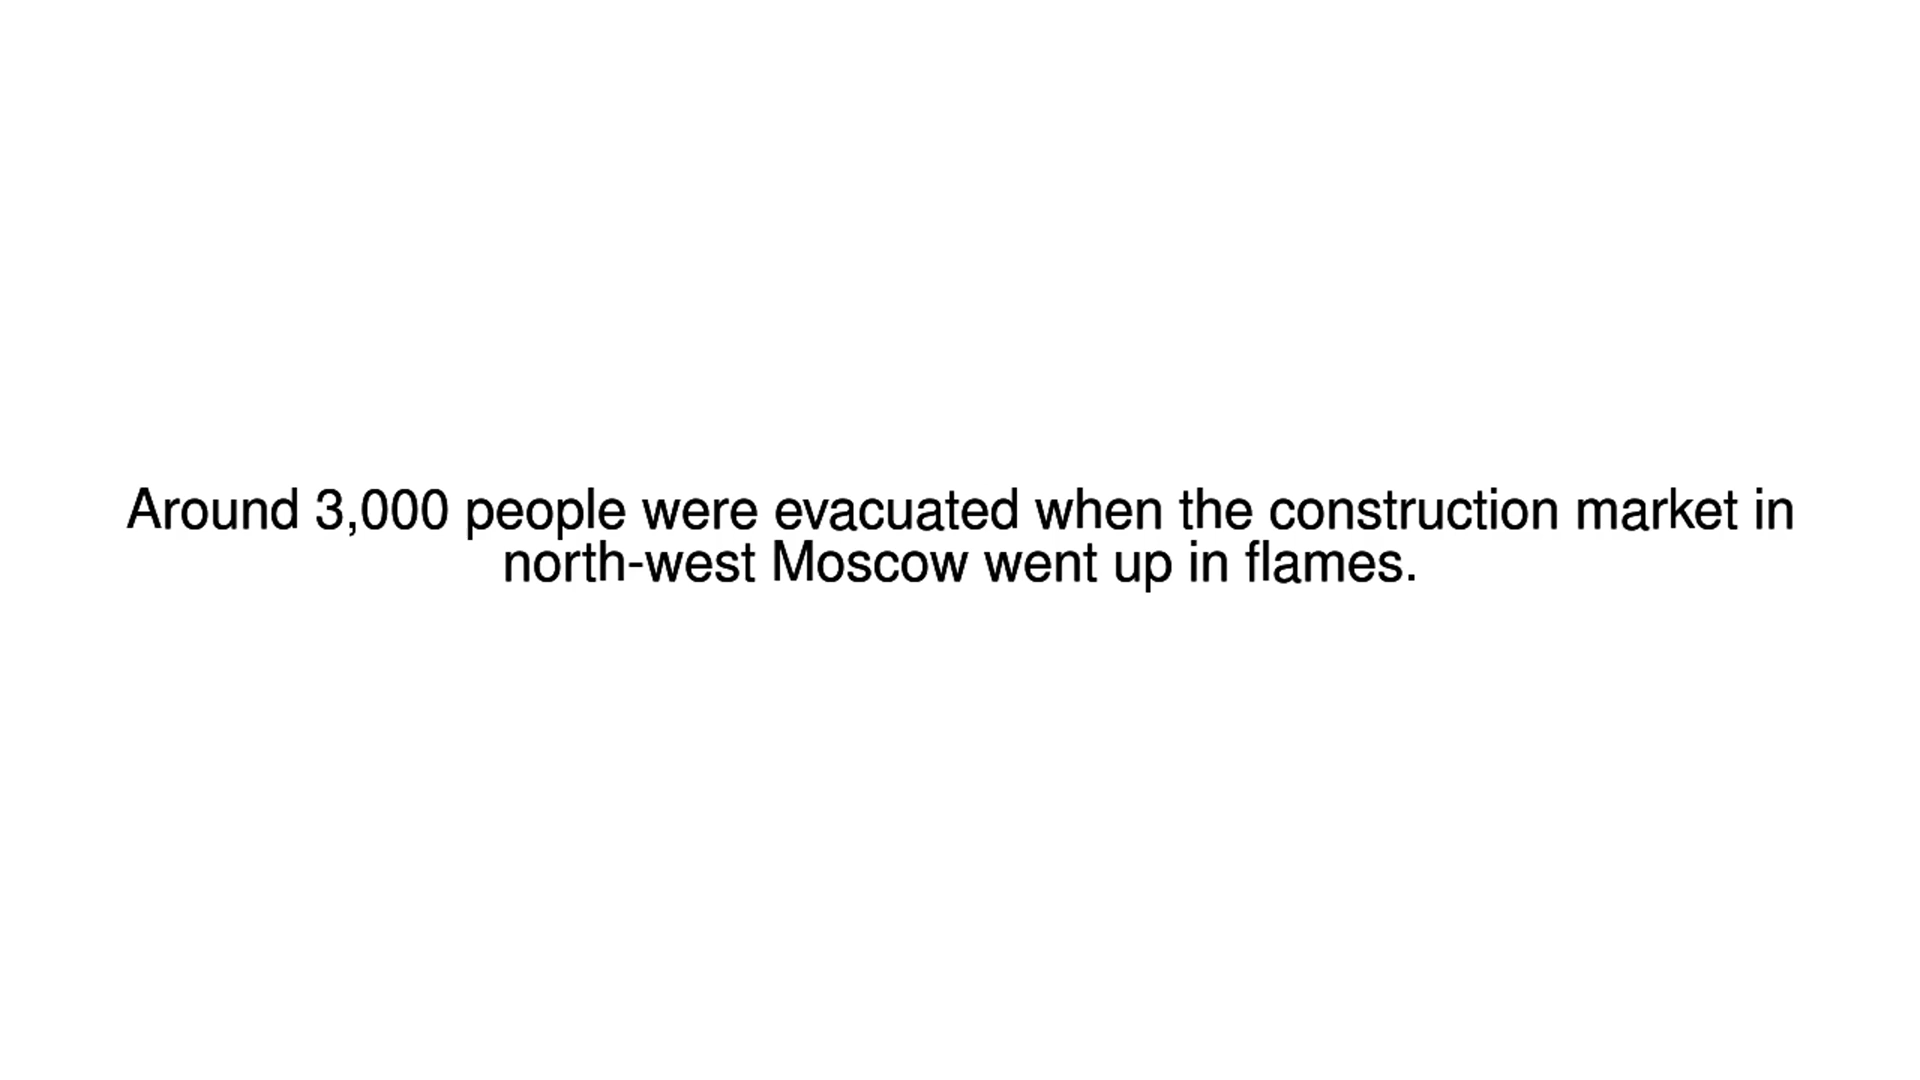 Around 3,000 people were evacuated when the construction market in
north-west Moscow went up in flames.